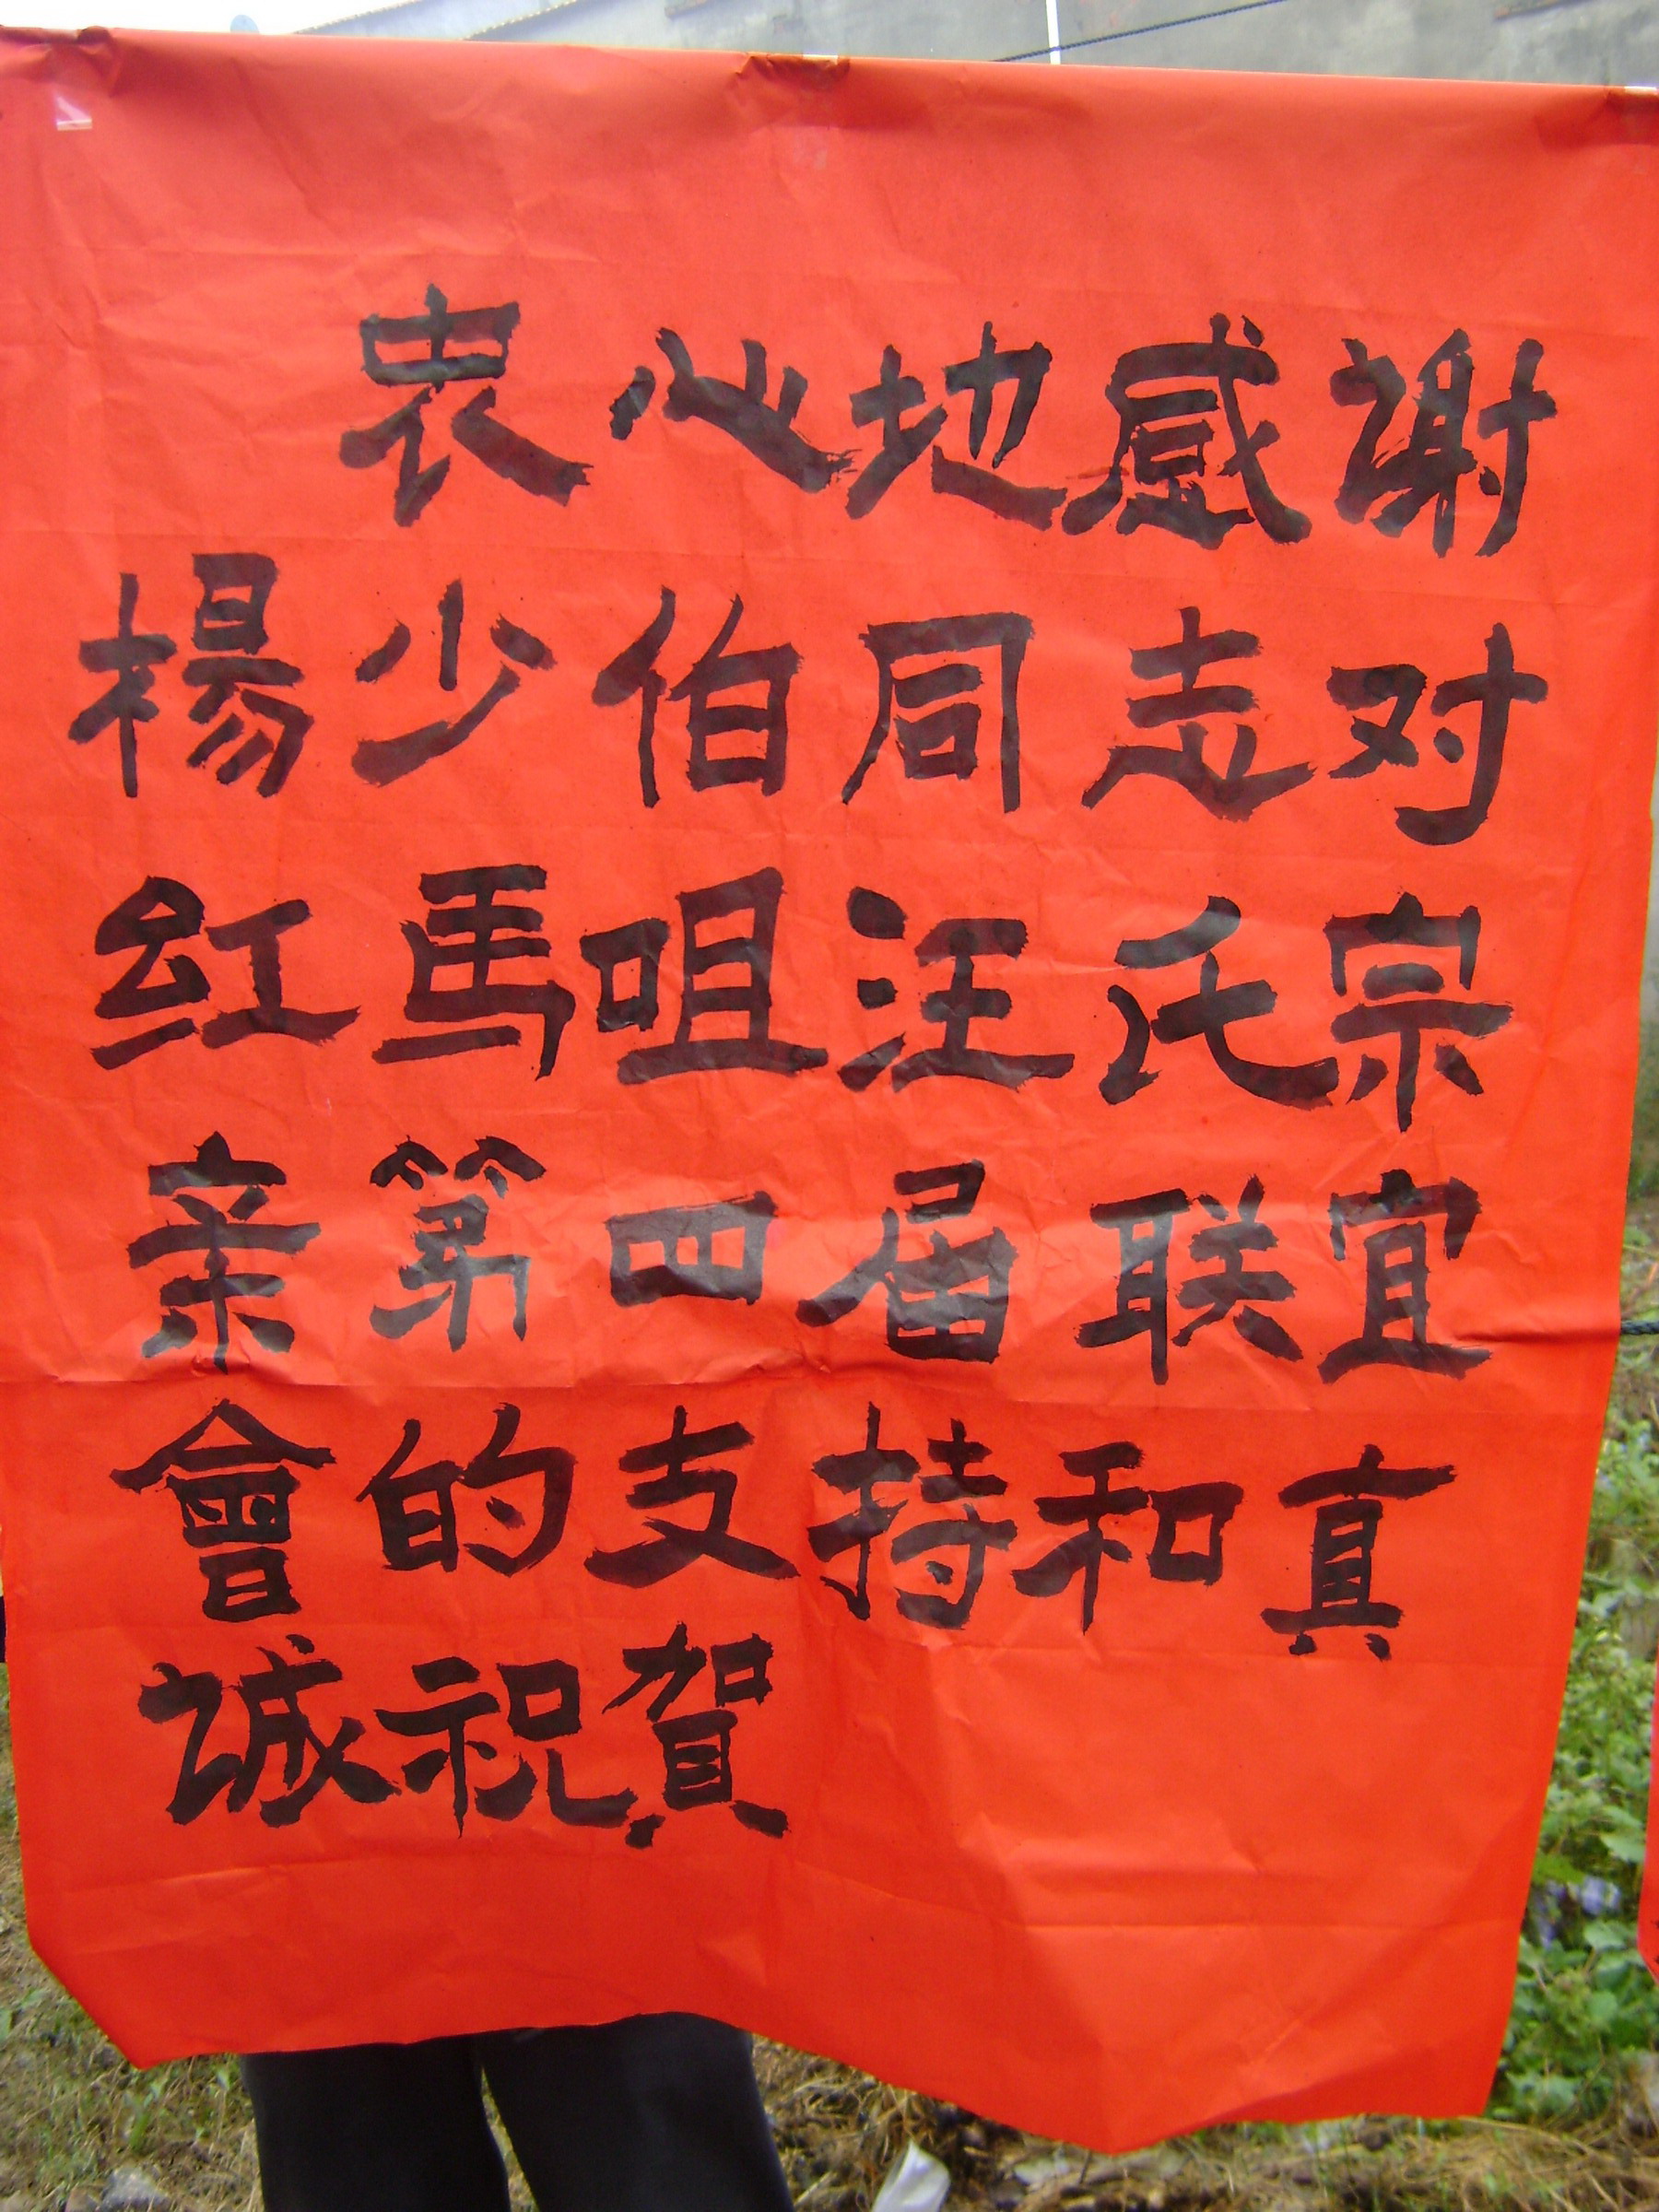 衷心地感谢
楊少伯同志对
红馬咀汪氏宗
亲第四届联宜
會的支持和真
诚祝賀